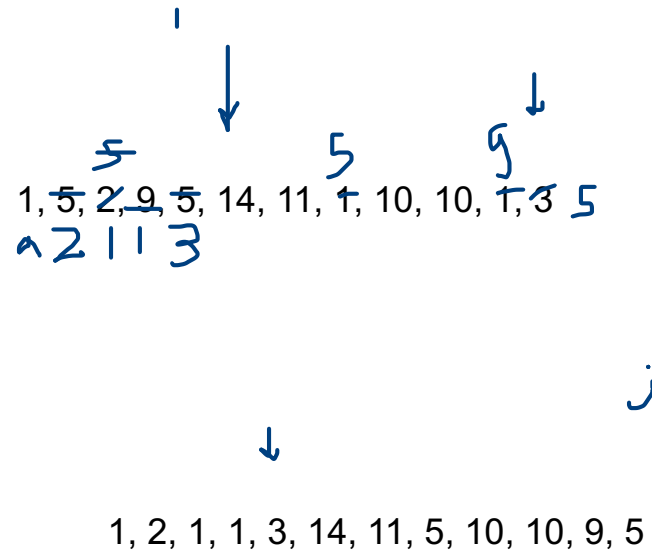 1
5 5 9
1, 5, 2, 9, 5, 14, 11, 1, 10, 10, 1, 3 5
2 1 1 3
j
1, 2, 1, 1, 3, 14, 11, 5, 10, 10, 9, 5